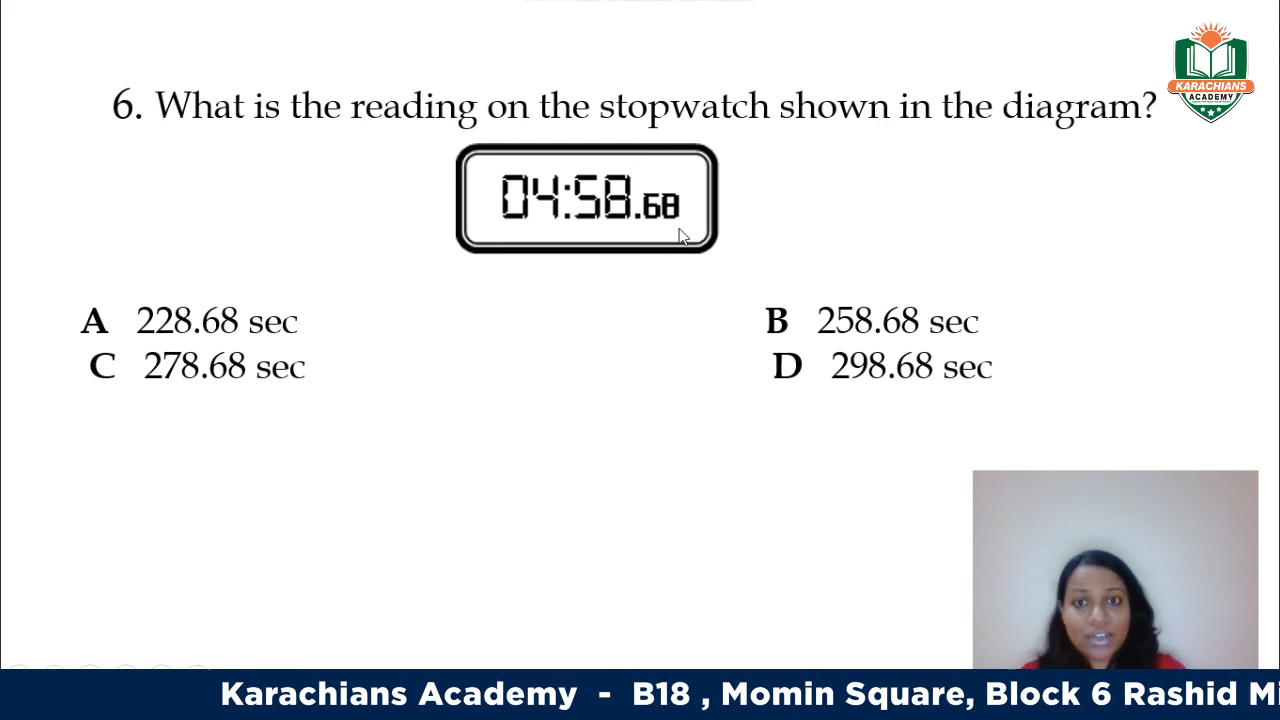 KARACHIANS
ACADEMY
6. What is the reading on the stopwatch shown in the diagram?
04:58.68
A 228.68 sec
B 258.68 sec
C 278.68 sec
D 298.68 sec
Karachians Academy - B18 , Momin Square, Block 6 Rashid Mi